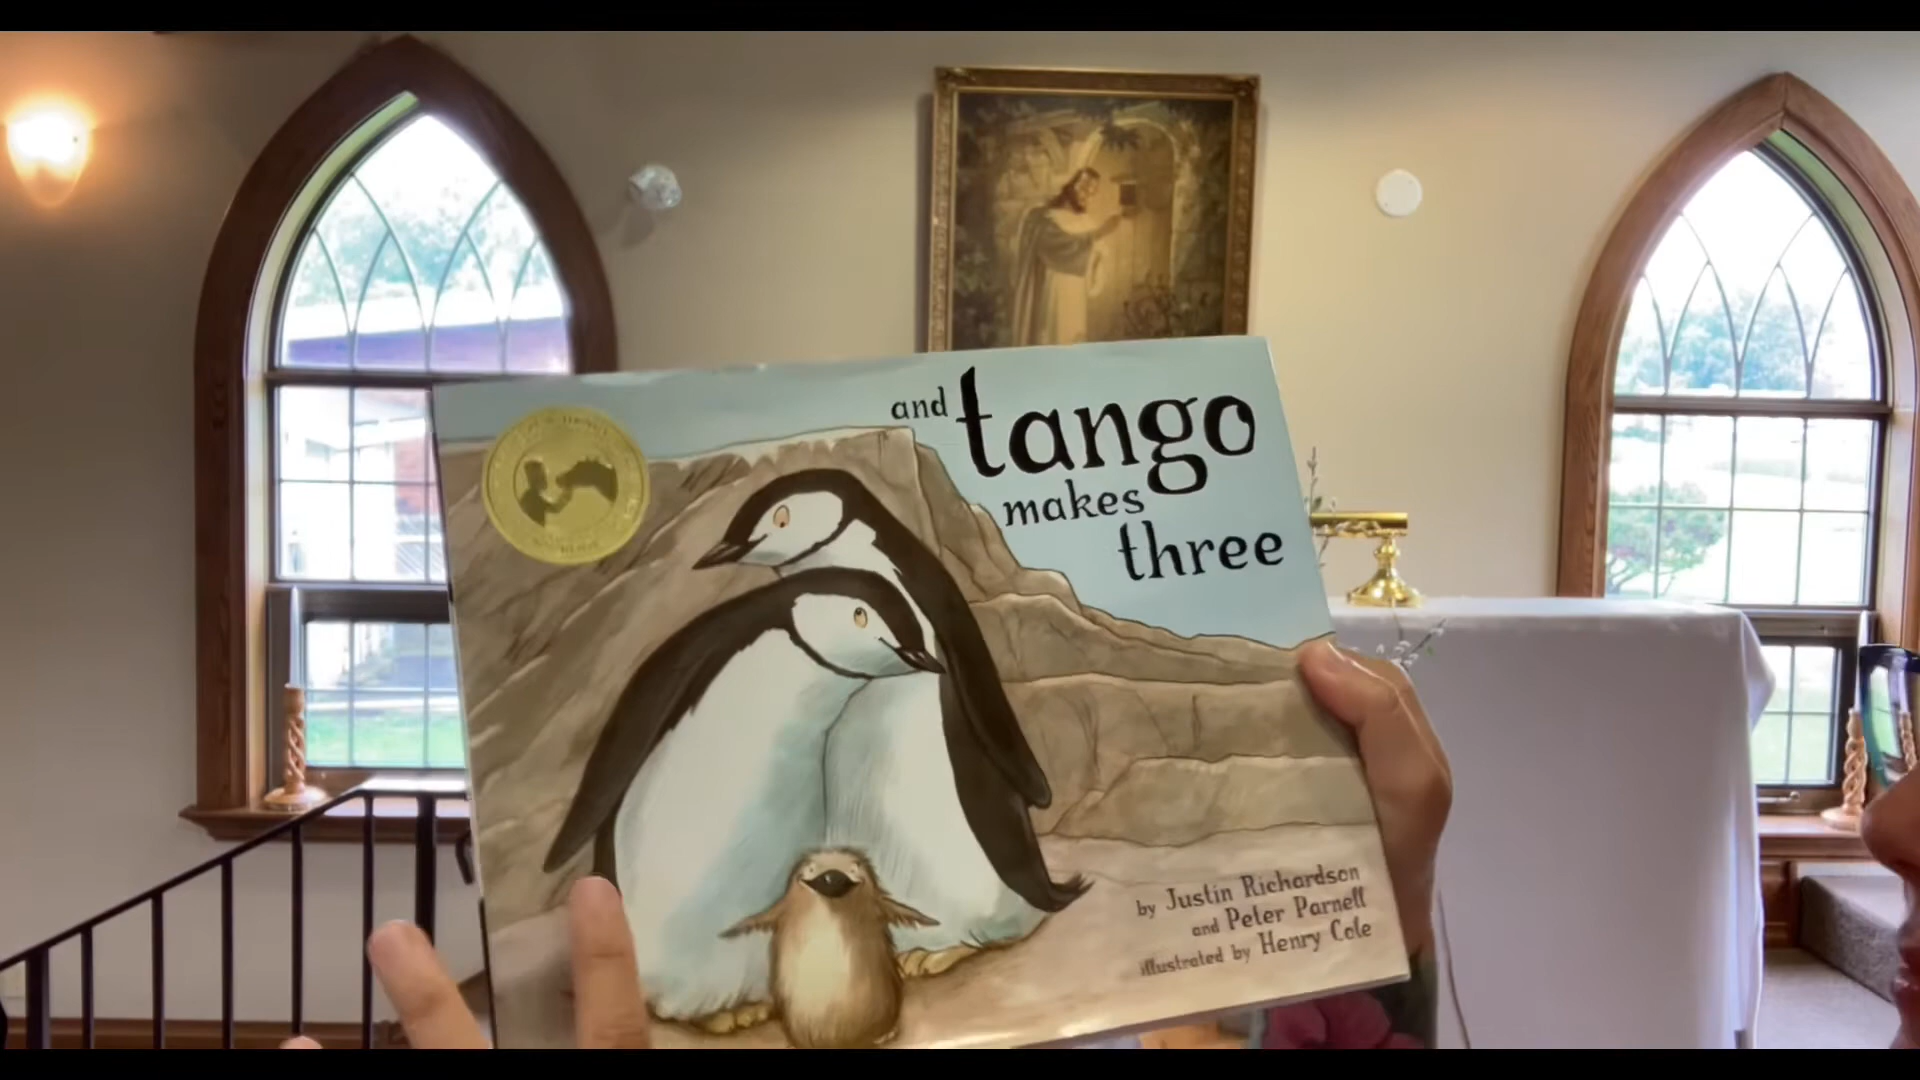 and
tango
makes
three
by Justin Richardson
and Peter Parnell
illustrated by Henry Cole